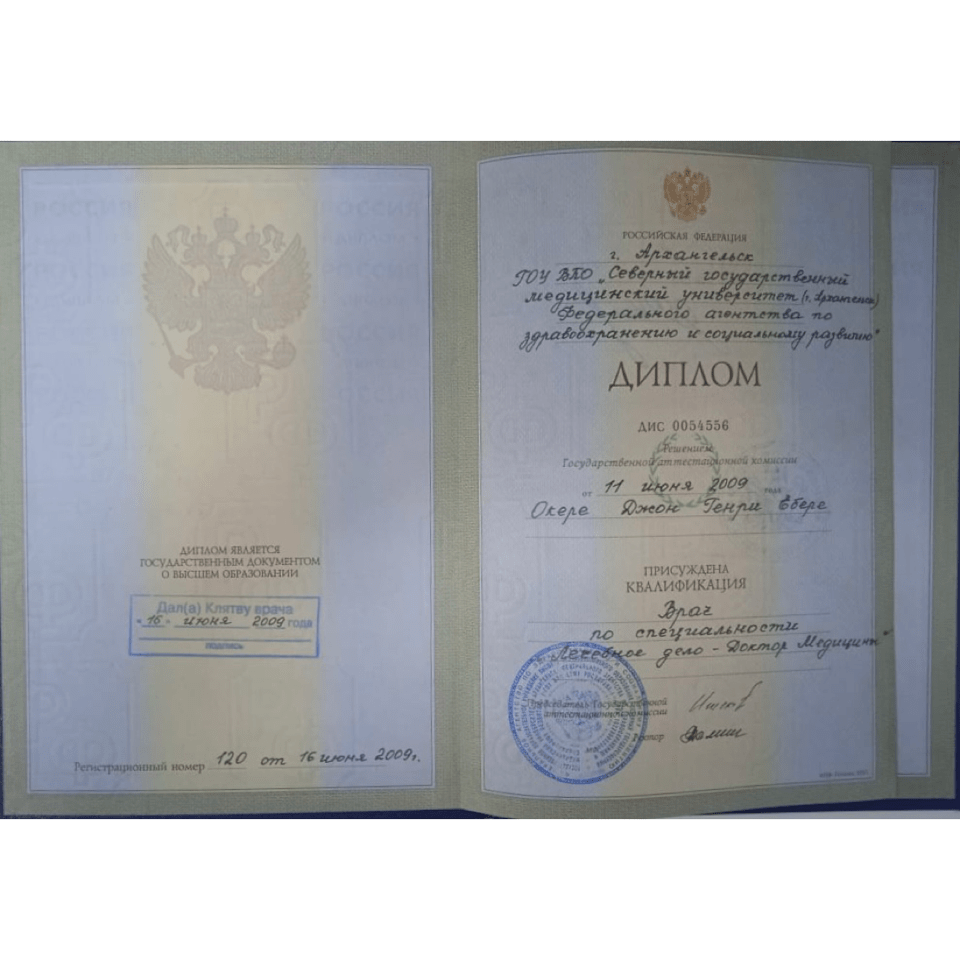 ДИПЛОМ ЯВЛЯЕТСЯ
ГОСУДАРСТВЕННЫМ ДОКУМЕНТОМ
О ВЫСШЕМ ОБРАЗОВАНИИ
Дал(а) Клятву врача
"16" июня 2009 года
подпись
Регистрационный номер 120 от 16 июня 2009г.
РОССИЙСКАЯ ФЕДЕРАЦИЯ
г. Архангельск
ГОУ ВПО "Северный государственный
медицинский университет (г. Архангельск)
Федерального агентства по
здравоохранению и социальному развитию"
ДИПЛОМ
ДИС 0054556
Решением
Государственной аттестационной комиссии
от 11 июня 2009 года
Окере Джон Генри Ебере
ПРИСУЖДЕНА
КВАЛИФИКАЦИЯ
Врач
по специальности
"Лечебное дело - Доктор Медицины"
Председатель Государственной
аттестационной комиссии
Ректор